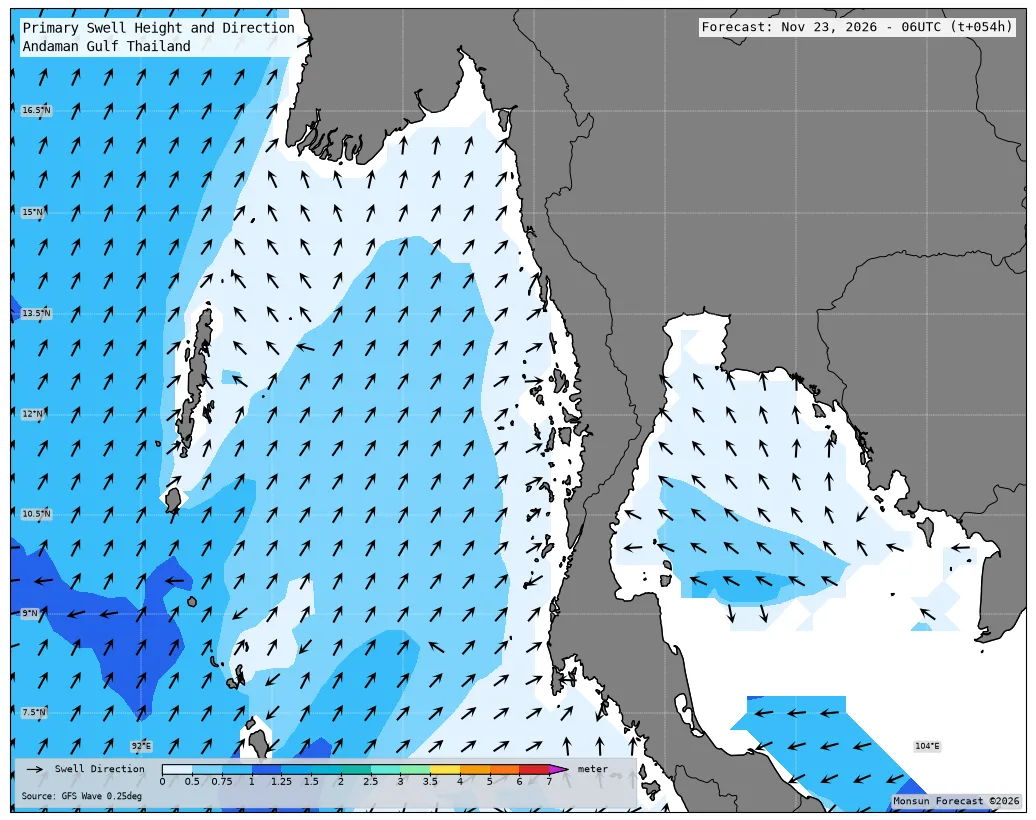 Primary Swell Height and Direction
Andaman Gulf Thailand
Forecast: Nov 23, 2026 - 06UTC (t+054h)
16.5°N
15°N
13.5°N
12°N
10.5°N
9°N
7.5°N
92°E
104°E
Swell Direction
0 0.5 0.75 1 1.25 1.5 2 2.5 3 3.5 4 5 6 7
meter
Source: GFS Wave 0.25deg
Monsun Forecast ©2026